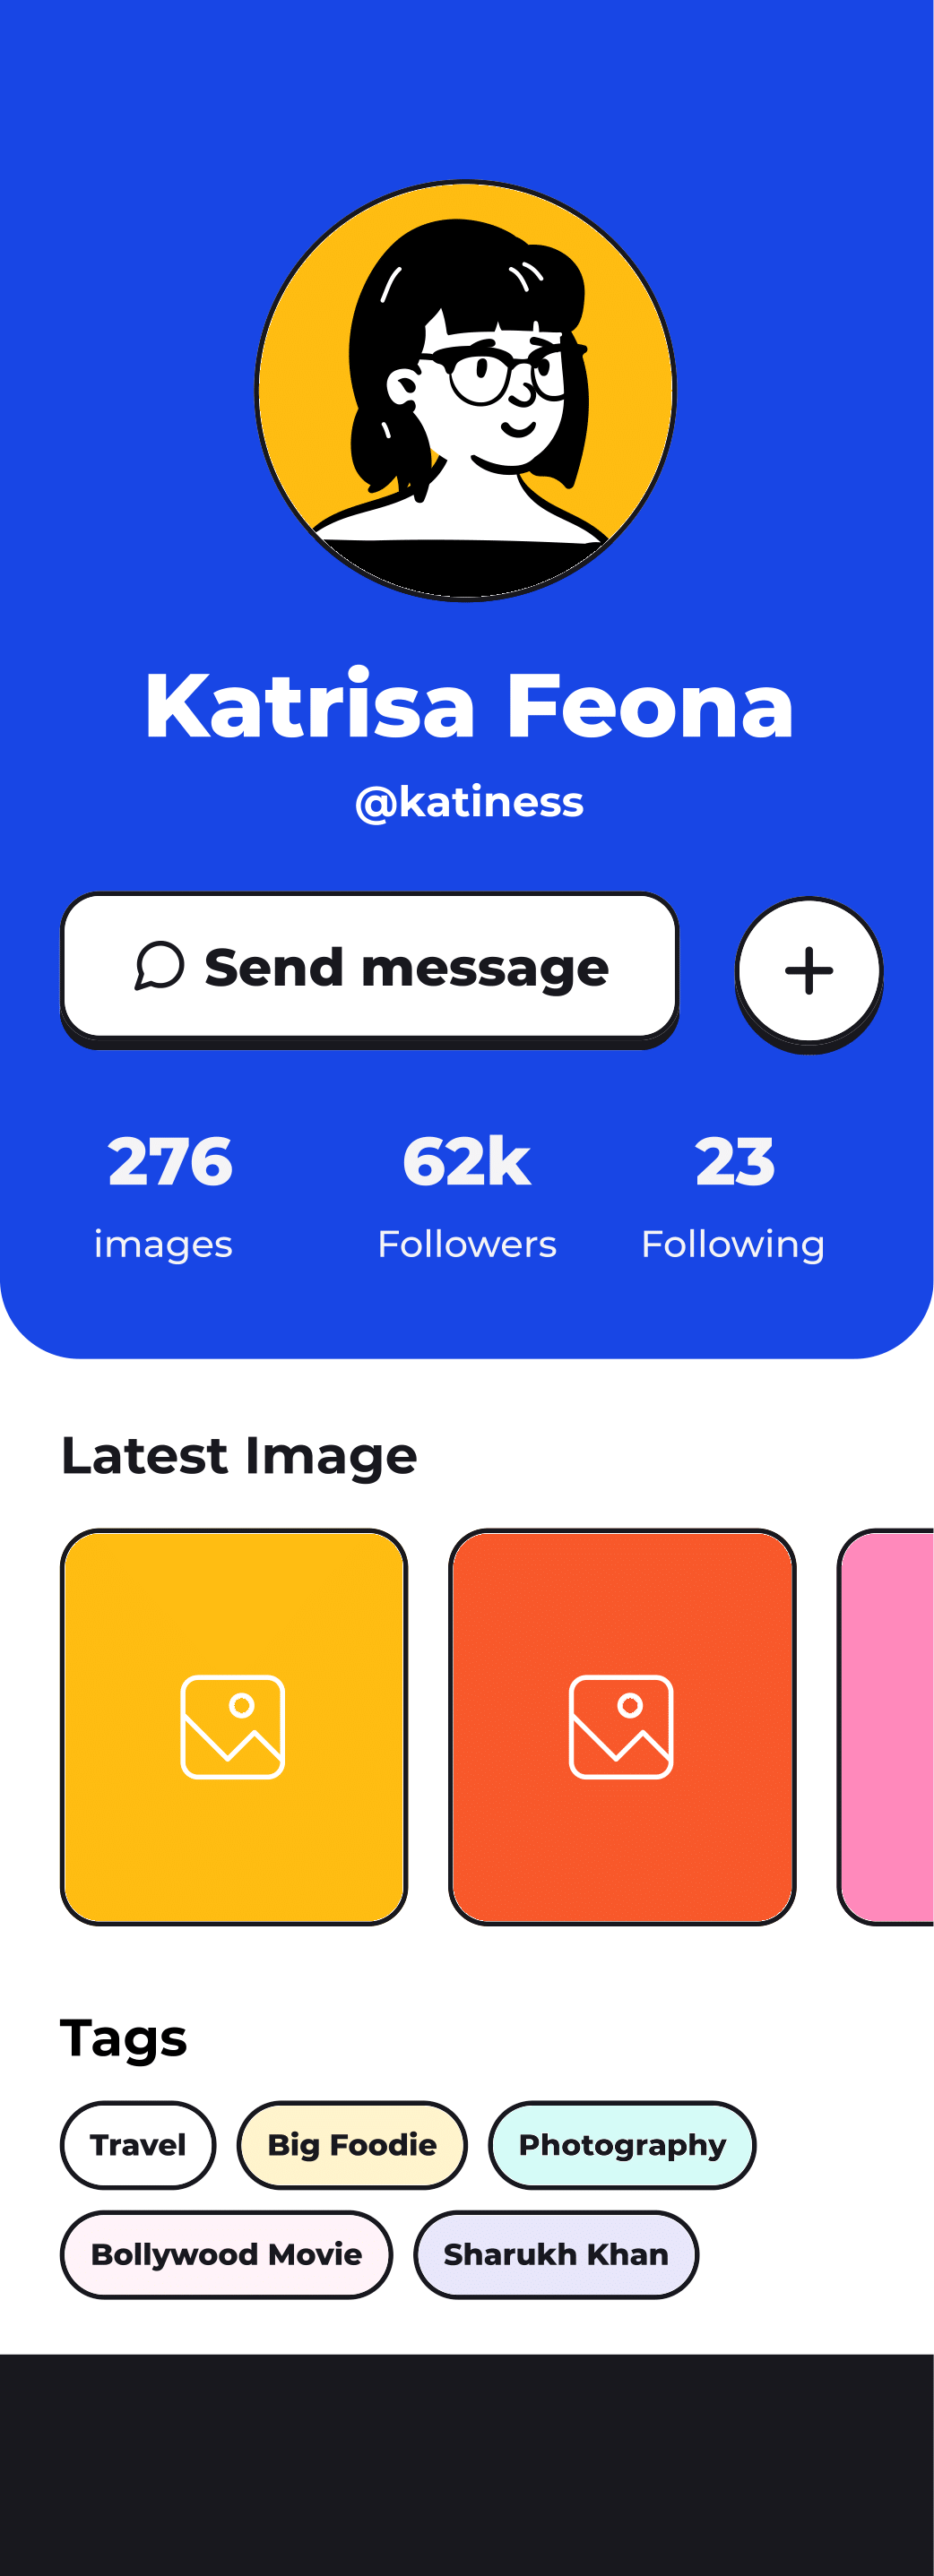 Katrisa Feona
@katiness
Send message
276 62k 23
images Followers Following
Latest Image
Tags
Travel Big Foodie Photography
Bollywood Movie Sharukh Khan